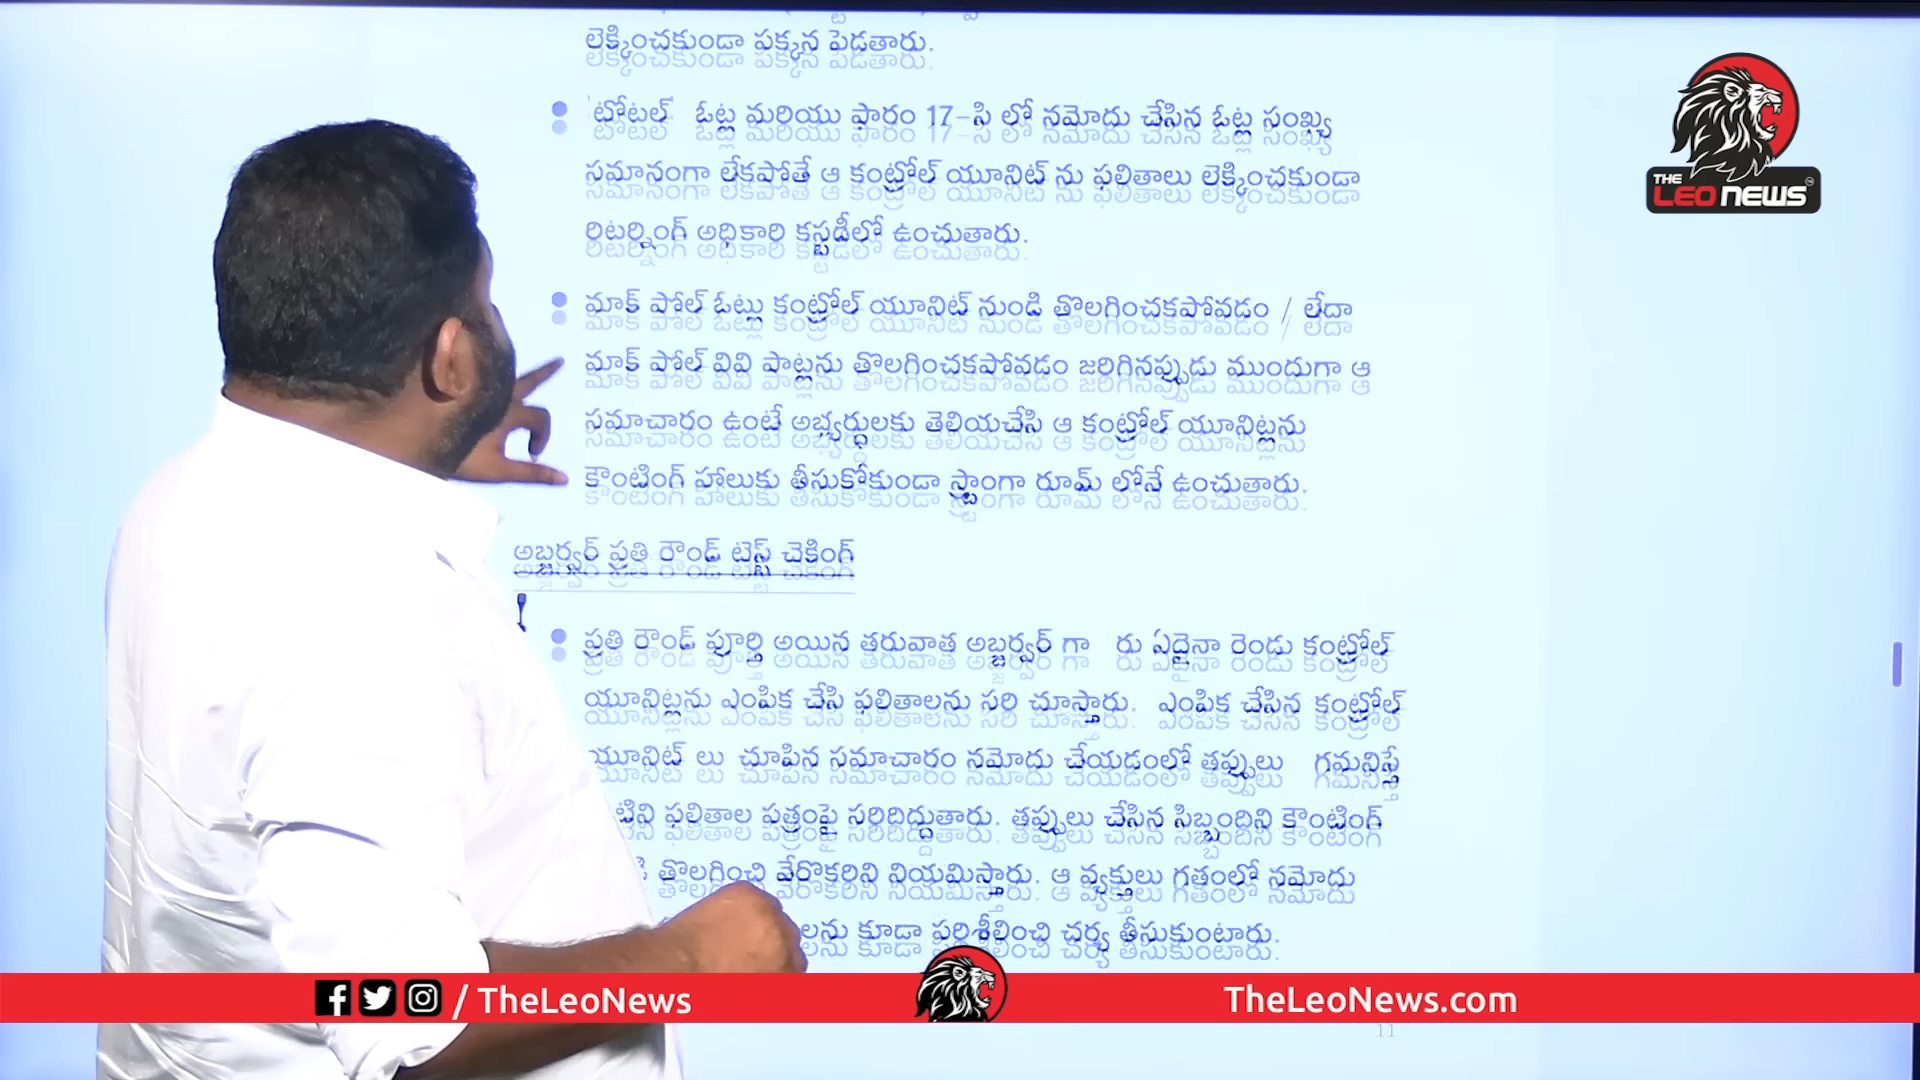 లెక్కించకుండా పక్కన పెడతారు.
'టోటల్' ఓట్ల మరియు ఫారం 17-సి లో నమోదు చేసిన ఓట్ల సంఖ్య
సమానంగా లేకపోతే ఆ కంట్రోల్ యూనిట్ ను ఫలితాలు లెక్కించకుండా
రిటర్నింగ్ అధికారి కస్టడీలో ఉంచుతారు.
మాక్ పోల్ ఓట్లు కంట్రోల్ యూనిట్ నుండి తొలగించకపోవడం / లేదా
మాక్ పోల్ వివి పాట్లను తొలగించకపోవడం జరిగినప్పుడు ముందుగా ఆ
సమాచారం ఉంటే అభ్యర్థులకు తెలియచేసి ఆ కంట్రోల్ యూనిట్లను
కౌంటింగ్ హాలుకు తీసుకోకుండా స్ట్రాంగా రూమ్ లోనే ఉంచుతారు.
అబ్జర్వర్ ప్రతి రౌండ్ టెస్ట్ చెకింగ్
ప్రతి రౌండ్ పూర్తి అయిన తరువాత అబ్జర్వర్ గా రు ఏదైనా రెండు కంట్రోల్
యూనిట్లను ఎంపిక చేసి ఫలితాలను సరి చూస్తారు. ఎంపిక చేసిన కంట్రోల్
యూనిట్ లు చూపిన సమాచారం నమోదు చేయడంలో తప్పులు గమనిస్తే
ఫలితాల పత్రంపై సరిదిద్దుతారు. తప్పులు చేసిన సిబ్బందిని కౌంటింగ్
తొలగించి వేరొకరిని నియమిస్తారు. ఆ వ్యక్తులు గతంలో నమోదు
కూడా పరిశీలించి చర్య తీసుకుంటారు.
11
THE
LEO NEWS
/ TheLeoNews
TheLeoNews.com